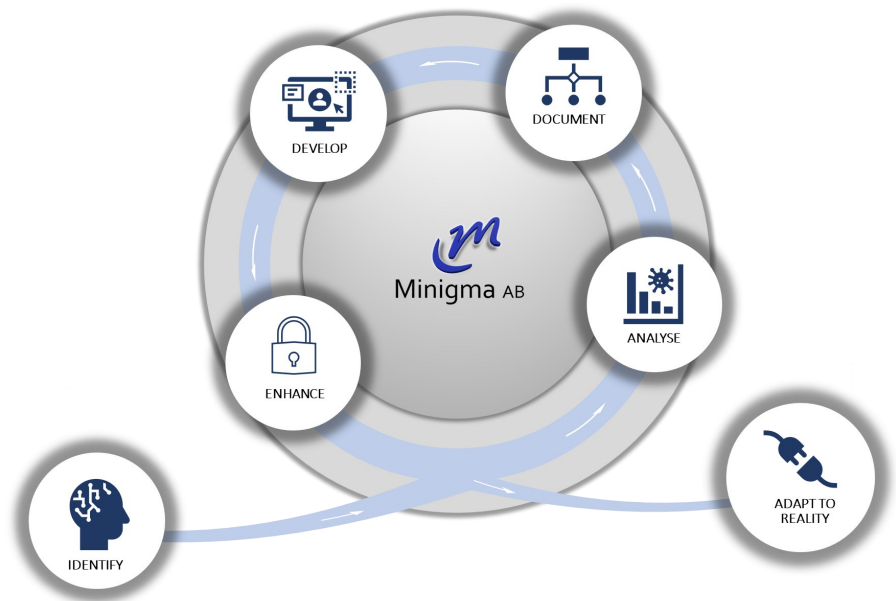 DEVELOP
DOCUMENT
m
Minigma AB
ANALYSE
ENHANCE
ADAPT TO
REALITY
IDENTIFY